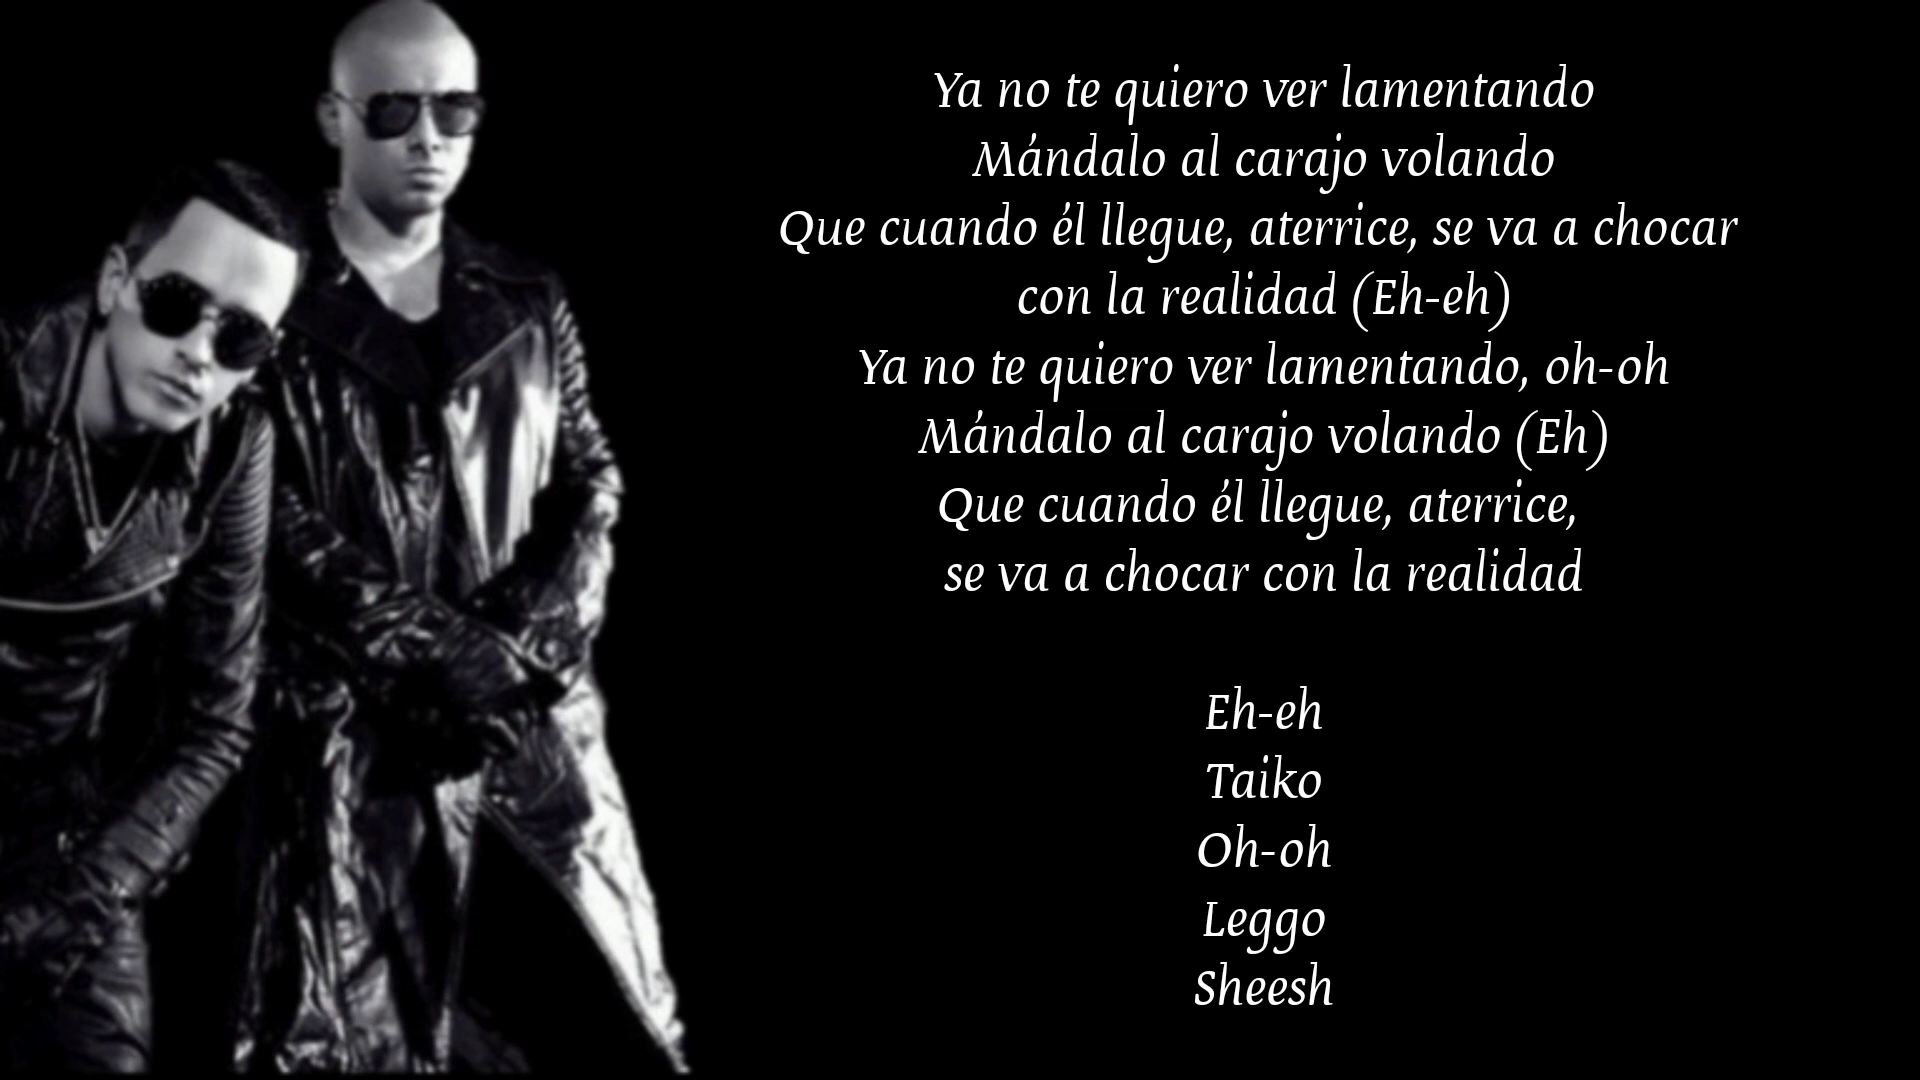 Ya no te quiero ver lamentando
Mándalo al carajo volando
Que cuando él llegue, aterrice, se va a chocar
con la realidad (Eh-eh)
Ya no te quiero ver lamentando, oh-oh
Mándalo al carajo volando (Eh)
Que cuando él llegue, aterrice,
se va a chocar con la realidad
Eh-eh
Taiko
Oh-oh
Leggo
Sheesh